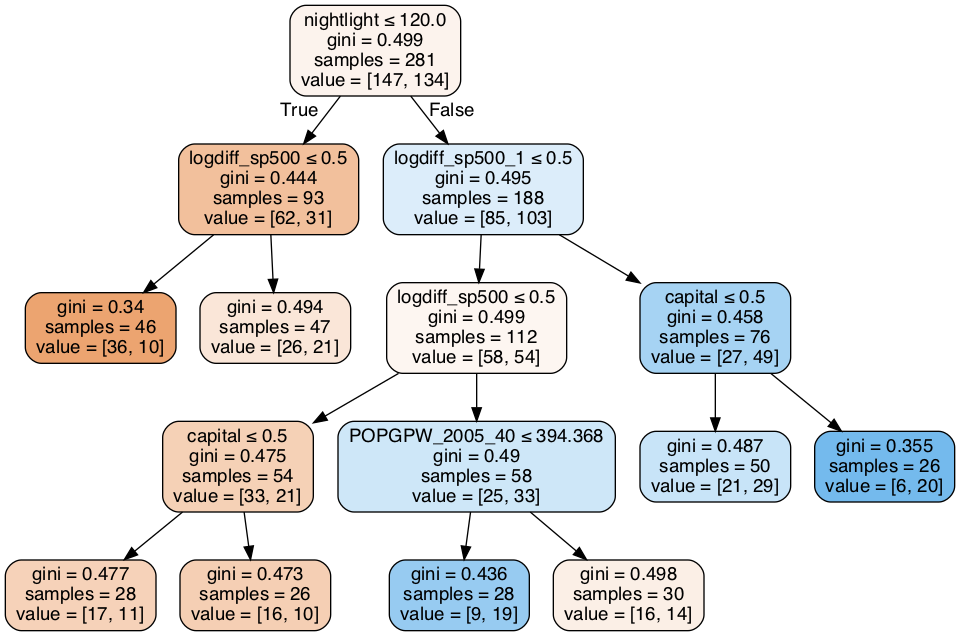 nightlight ≤ 120.0
gini = 0.499
samples = 281
value = [147, 134]
True
False
logdiff_sp500 ≤ 0.5
gini = 0.444
samples = 93
value = [62, 31]
logdiff_sp500_1 ≤ 0.5
gini = 0.495
samples = 188
value = [85, 103]
gini = 0.34
samples = 46
value = [36, 10]
gini = 0.494
samples = 47
value = [26, 21]
logdiff_sp500 ≤ 0.5
gini = 0.499
samples = 112
value = [58, 54]
capital ≤ 0.5
gini = 0.458
samples = 76
value = [27, 49]
capital ≤ 0.5
gini = 0.475
samples = 54
value = [33, 21]
POPGPW_2005_40 ≤ 394.368
gini = 0.49
samples = 58
value = [25, 33]
gini = 0.487
samples = 50
value = [21, 29]
gini = 0.355
samples = 26
value = [6, 20]
gini = 0.477
samples = 28
value = [17, 11]
gini = 0.473
samples = 26
value = [16, 10]
gini = 0.436
samples = 28
value = [9, 19]
gini = 0.498
samples = 30
value = [16, 14]